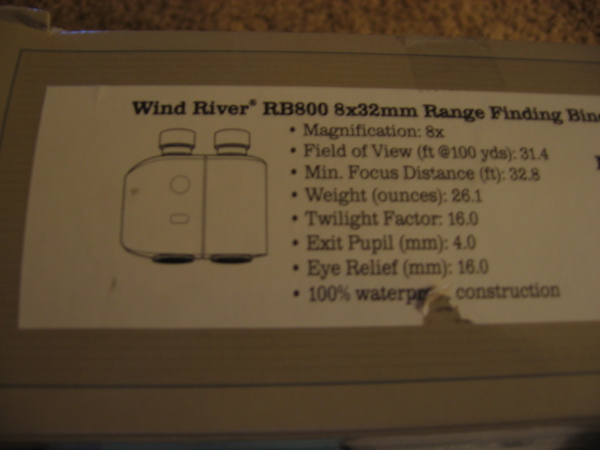 Wind River® RB800 8x32mm Range Finding
• Magnification: 8x
• Field of View (ft @100 yds): 31.4
• Min. Focus Distance (ft): 32.8
• Weight (ounces): 26.1
• Twilight Factor: 16.0
• Exit Pupil (mm): 4.0
• Eye Relief (mm): 16.0
• 100% construction